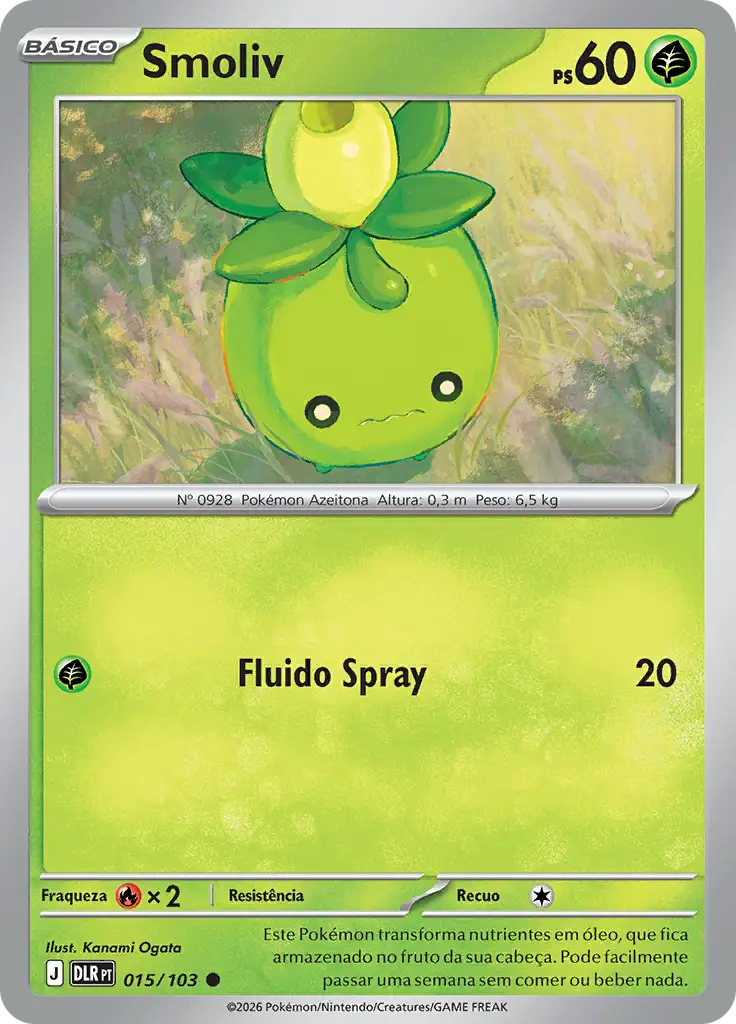 BÁSICO
Smoliv
PS60
Nº 0928 Pokémon Azeitona Altura: 0,3 m Peso: 6,5 kg
Fluido Spray 20
Fraqueza ×2 Resistência Recuo
Ilust. Kanami Ogata
Este Pokémon transforma nutrientes em óleo, que fica
armazenado no fruto da sua cabeça. Pode facilmente
passar uma semana sem comer ou beber nada.
J DLR PT 015/103
©2026 Pokémon/Nintendo/Creatures/GAME FREAK